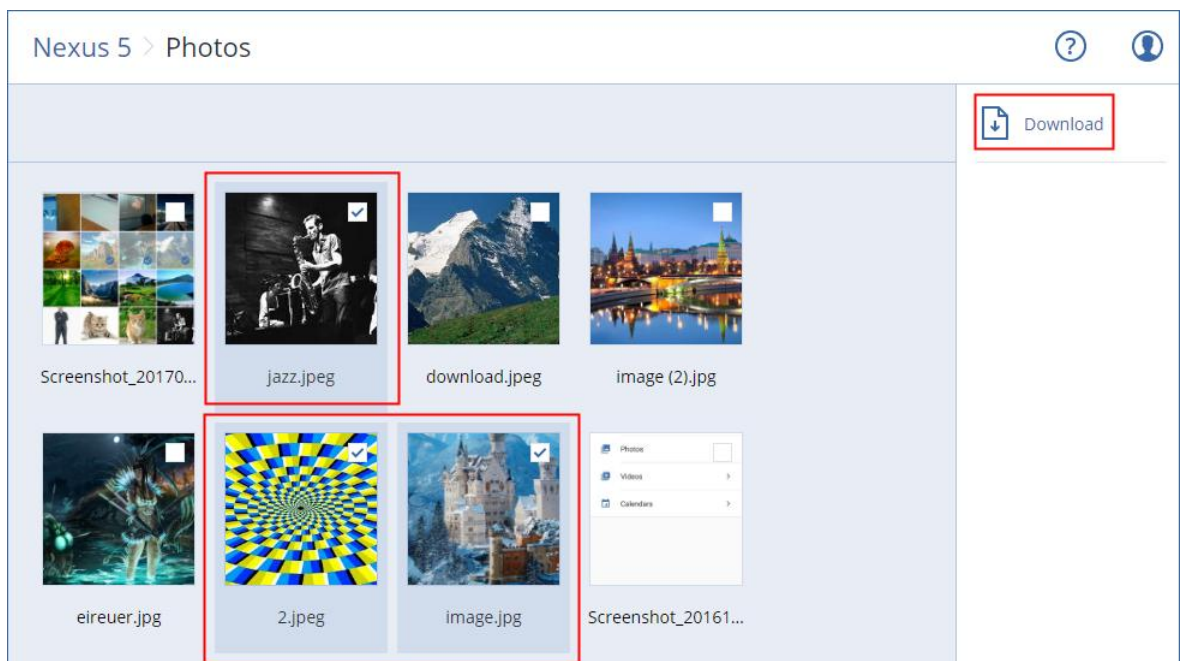 Nexus 5 > Photos
Download
Screenshot_20170...
jazz.jpeg
download.jpeg
image (2).jpg
Photos
Videos
Calendars
eireuer.jpg
2.jpeg
image.jpg
Screenshot_20161...